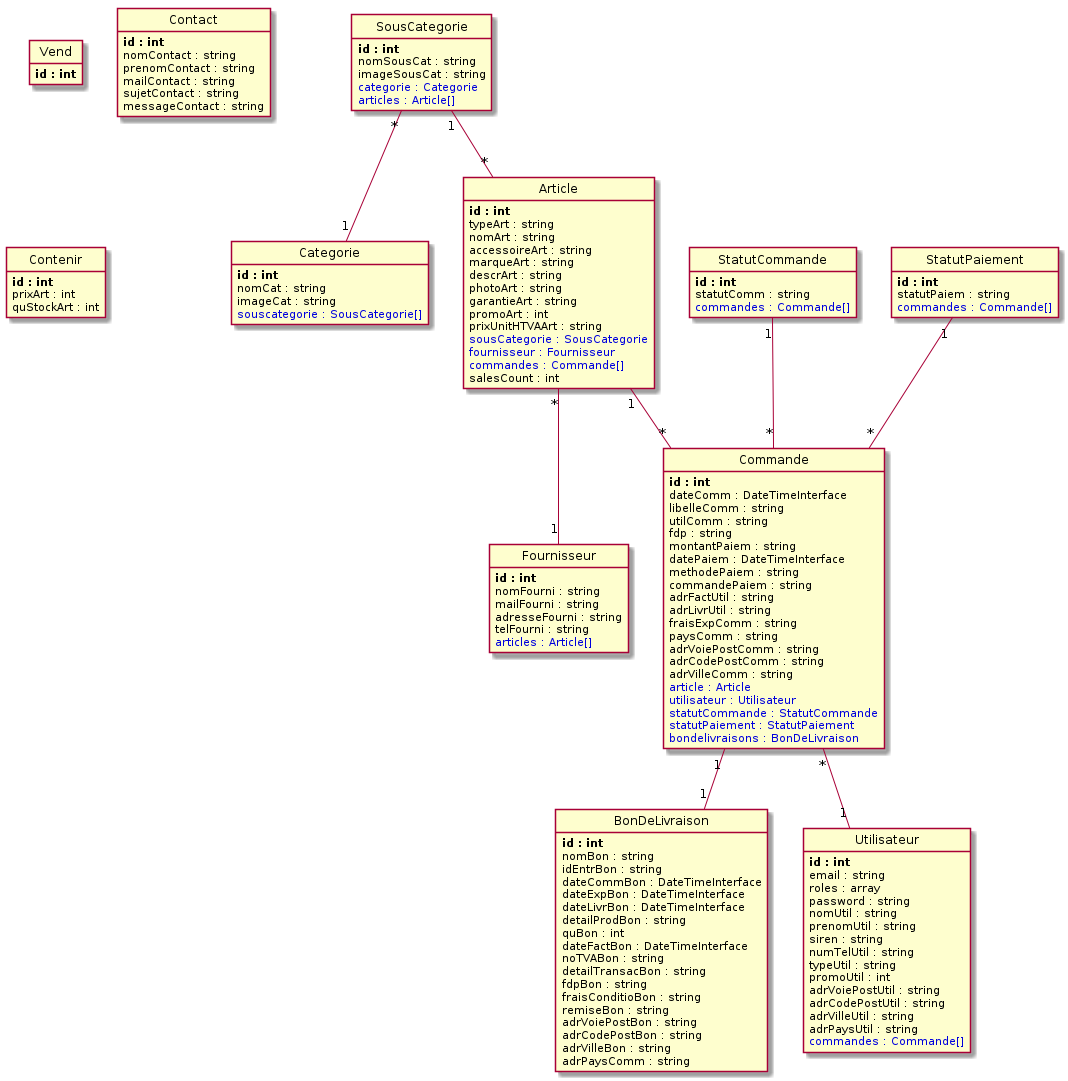 Vend
id : int
Contact
id : int
nomContact : string
prenomContact : string
mailContact : string
sujetContact : string
messageContact : string
SousCategorie
id : int
nomSousCat : string
imageSousCat : string
categorie : Categorie
articles : Article[]
*
1
1
*
Contenir
id : int
prixArt : int
quStockArt : int
Categorie
id : int
nomCat : string
imageCat : string
souscategorie : SousCategorie[]
Article
id : int
typeArt : string
nomArt : string
accessoireArt : string
marqueArt : string
descrArt : string
photoArt : string
garantieArt : string
promoArt : int
prixUnitHTVAArt : string
sousCategorie : SousCategorie
fournisseur : Fournisseur
commandes : Commande[]
salesCount : int
StatutCommande
id : int
statutComm : string
commandes : Commande[]
StatutPaiement
id : int
statutPaiem : string
commandes : Commande[]
*
1
1
*
1
*
1
*
Fournisseur
id : int
nomFourni : string
mailFourni : string
adresseFourni : string
telFourni : string
articles : Article[]
Commande
id : int
dateComm : DateTimeInterface
libelleComm : string
utilComm : string
fdp : string
montantPaiem : string
datePaiem : DateTimeInterface
methodePaiem : string
commandePaiem : string
adrFactUtil : string
adrLivrUtil : string
fraisExpComm : string
paysComm : string
adrVoiePostComm : string
adrCodePostComm : string
adrVilleComm : string
article : Article
utilisateur : Utilisateur
statutCommande : StatutCommande
statutPaiement : StatutPaiement
bondelivraisons : BonDeLivraison
1
1
*
1
BonDeLivraison
id : int
nomBon : string
idEntrBon : string
dateCommBon : DateTimeInterface
dateExpBon : DateTimeInterface
dateLivrBon : DateTimeInterface
detailProdBon : string
quBon : int
dateFactBon : DateTimeInterface
noTVABon : string
detailTransacBon : string
fdpBon : string
fraisConditioBon : string
remiseBon : string
adrVoiePostBon : string
adrCodePostBon : string
adrVilleBon : string
adrPaysComm : string
Utilisateur
id : int
email : string
roles : array
password : string
nomUtil : string
prenomUtil : string
siren : string
numTelUtil : string
typeUtil : string
promoUtil : int
adrVoiePostUtil : string
adrCodePostUtil : string
adrVilleUtil : string
adrPaysUtil : string
commandes : Commande[]